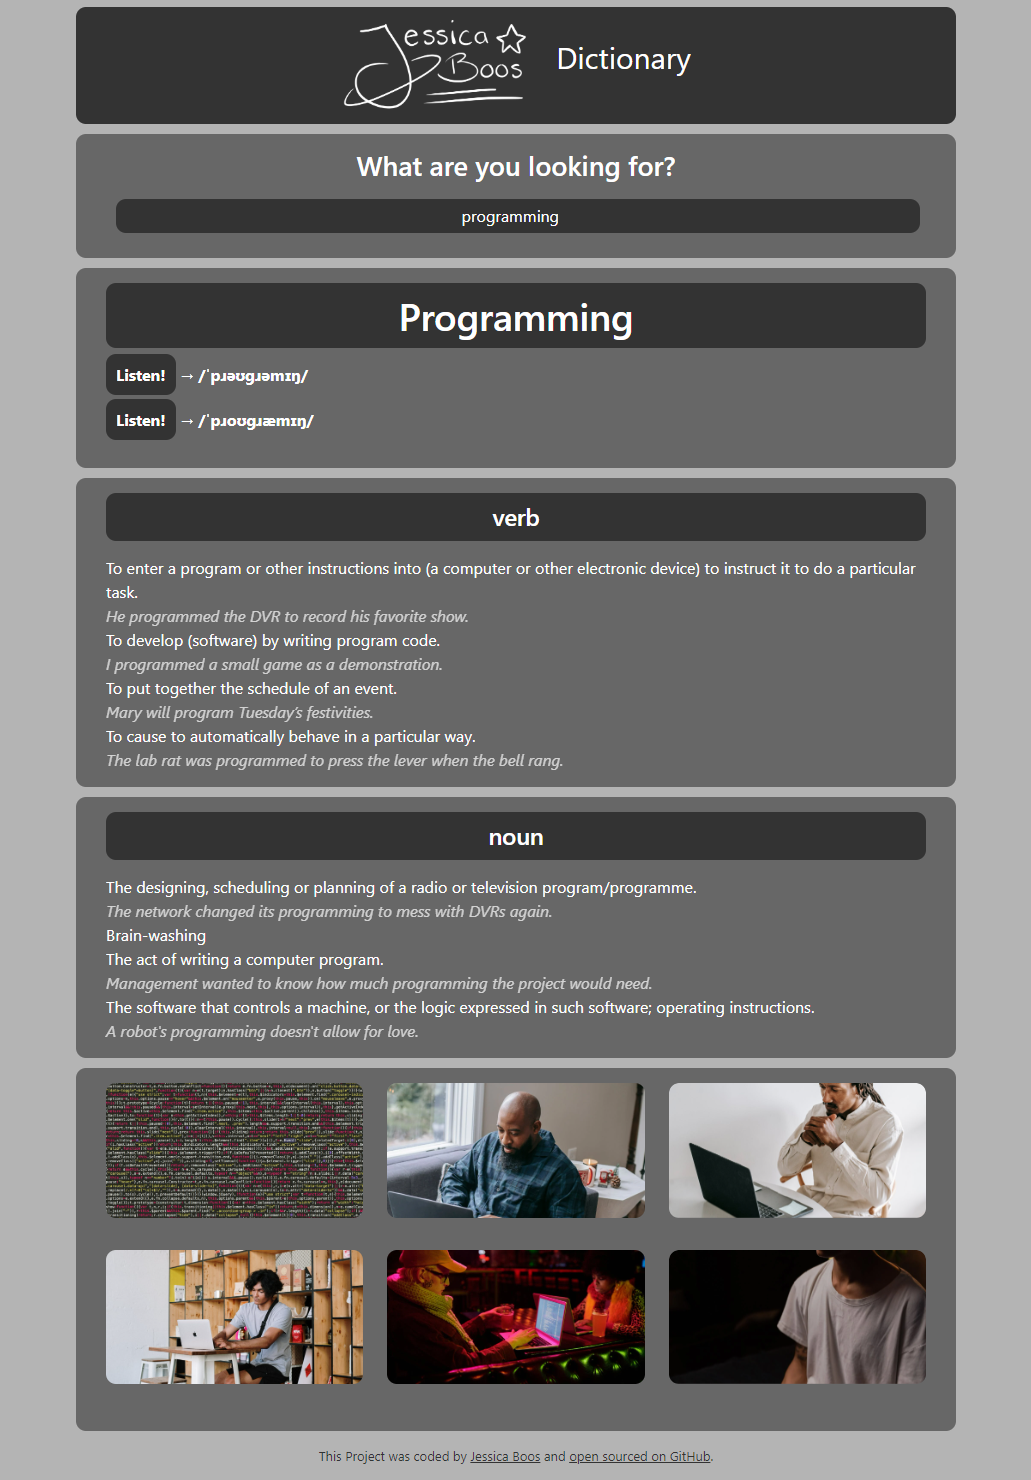 Jessica Boos
Dictionary
What are you looking for?
programming
Programming
Listen! → /ˈpɹəʊɡɹəmɪŋ/
Listen! → /ˈpɹoʊɡɹæmɪŋ/
verb
To enter a program or other instructions into (a computer or other electronic device) to instruct it to do a particular
task.
He programmed the DVR to record his favorite show.
To develop (software) by writing program code.
I programmed a small game as a demonstration.
To put together the schedule of an event.
Mary will program Tuesday’s festivities.
To cause to automatically behave in a particular way.
The lab rat was programmed to press the lever when the bell rang.
noun
The designing, scheduling or planning of a radio or television program/programme.
The network changed its programming to mess with DVRs again.
Brain-washing
The act of writing a computer program.
Management wanted to know how much programming the project would need.
The software that controls a machine, or the logic expressed in such software; operating instructions.
A robot's programming doesn't allow for love.
This Project was coded by Jessica Boos and open sourced on GitHub.